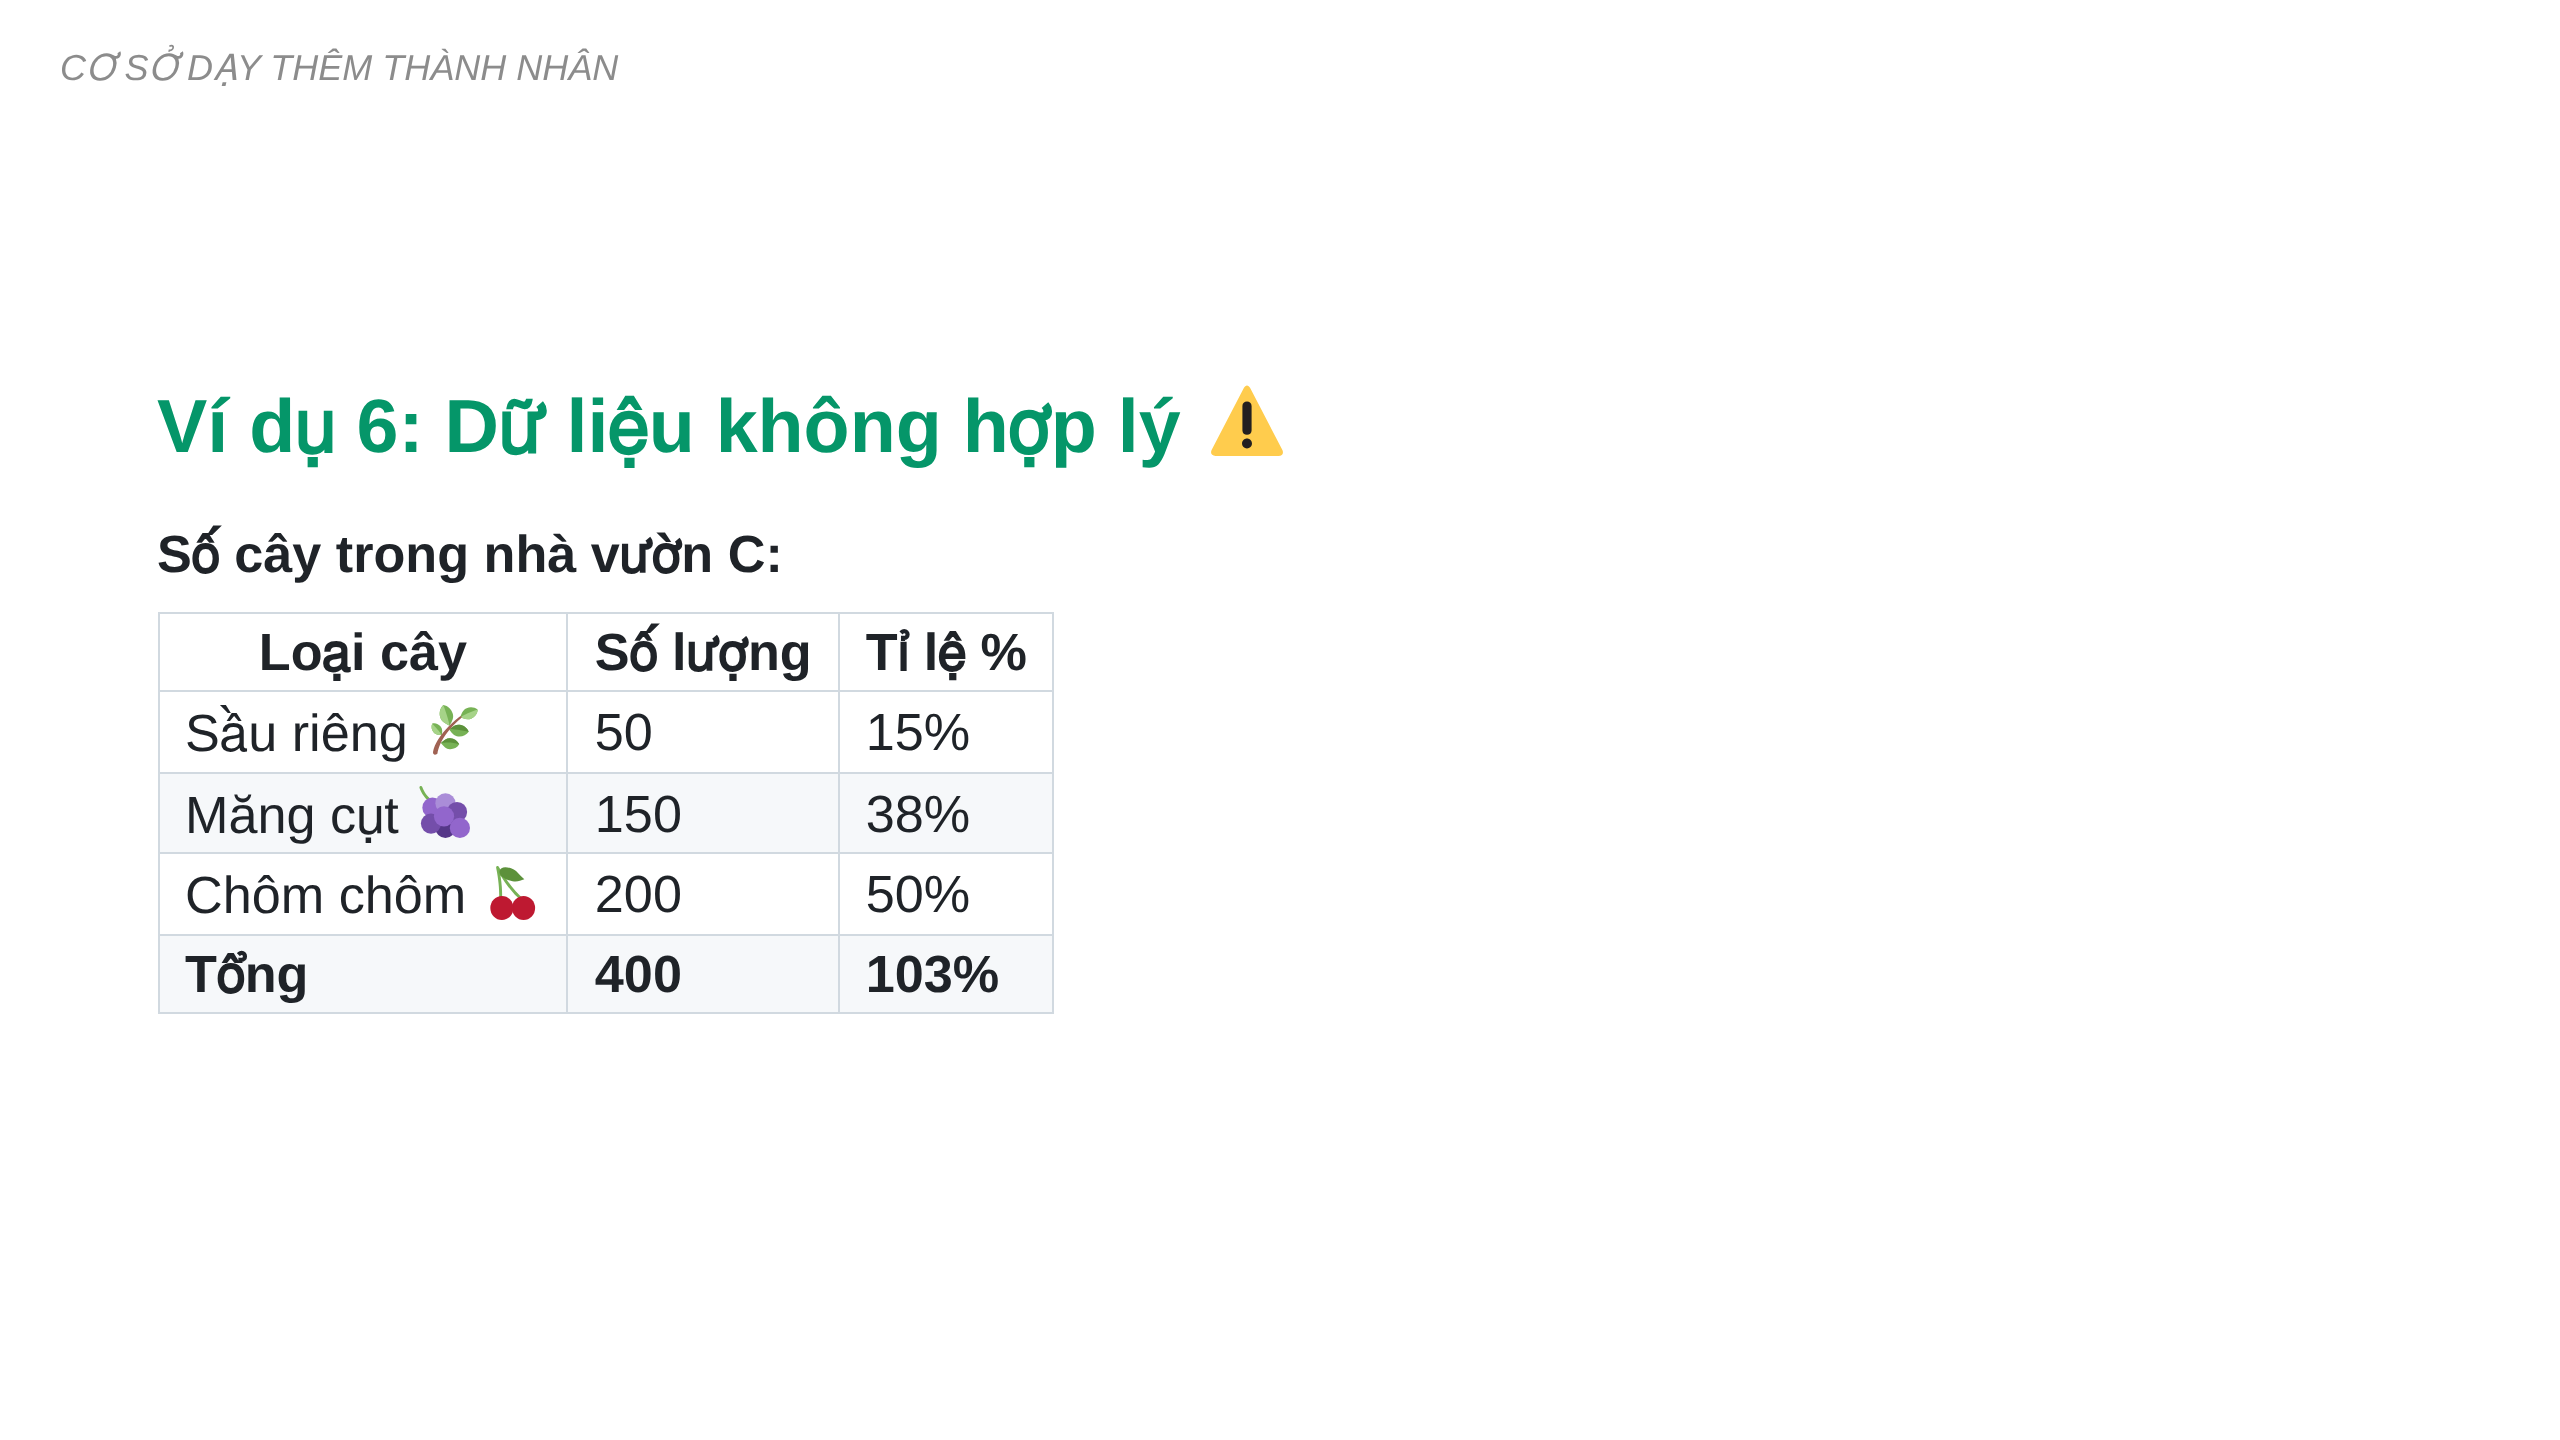 CƠ SỞ DẠY THÊM THÀNH NHÂN
Ví dụ 6: Dữ liệu không hợp lý ⚠️
Số cây trong nhà vườn C:
Loại cây Số lượng Tỉ lệ %
Sầu riêng 🌿 50 15%
Măng cụt 🍇 150 38%
Chôm chôm 🍒 200 50%
Tổng 400 103%